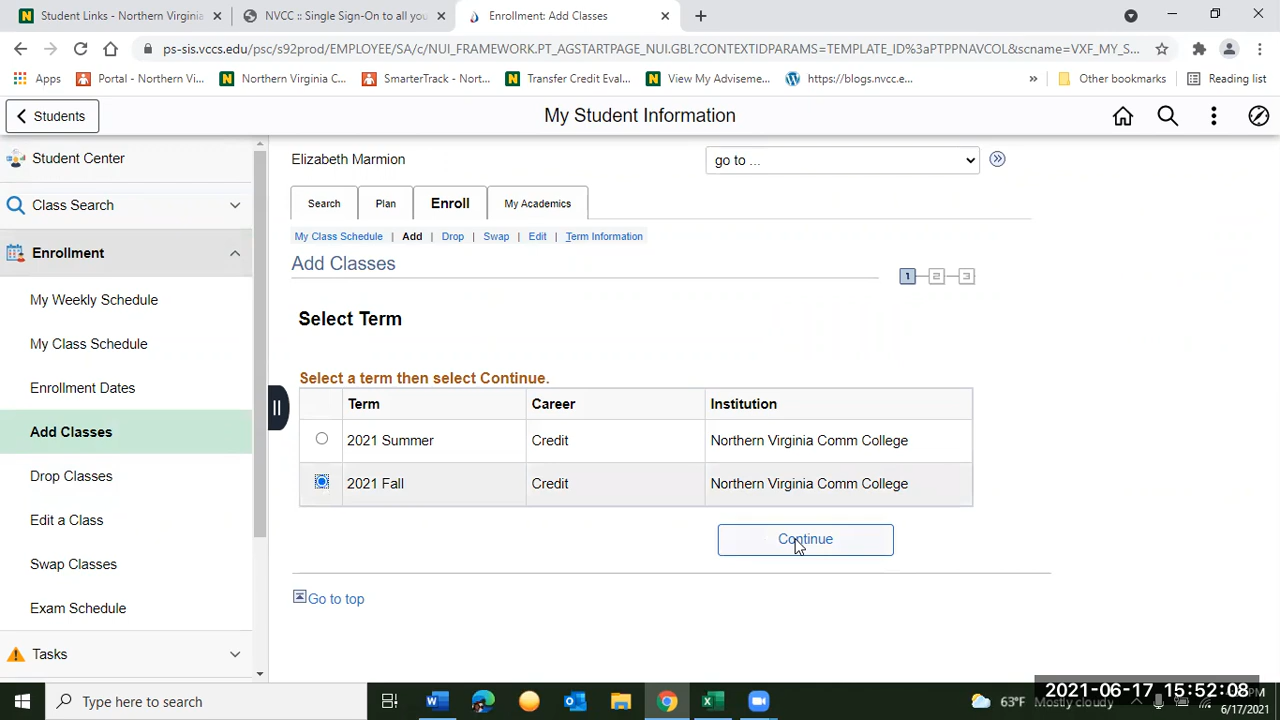 Student Links - Northern Virginia
NVCC :: Single Sign-On to all you
Enrollment: Add Classes
ps-sis.vccs.edu/psc/s92prod/EMPLOYEE/SA/c/NUI_FRAMEWORK.PT_AGSTARTPAGE_NUI.GBL?CONTEXTIDPARAMS=TEMPLATE_ID%3aPTPPNAVCOL&scname=VXF_MY_S...
Apps Portal - Northern Vi... Northern Virginia C... SmarterTrack - Nort... Transfer Credit Eval... View My Aviseme... https://blogs.nvcc.e... » Other bookmarks Reading list
Students
My Student Information
Student Center
Class Search
Enrollment
My Weekly Schedule
My Class Schedule
Enrollment Dates
Add Classes
Drop Classes
Edit a Class
Swap Classes
Exam Schedule
Tasks
Elizabeth Marmion
go to ...
Search Plan Enroll My Academics
My Class Schedule | Add | Drop | Swap | Edit | Term Information
Add Classes
1 2 3
Select Term
Select a term then select Continue.
Term Career Institution
2021 Summer Credit Northern Virginia Comm College
2021 Fall Credit Northern Virginia Comm College
Continue
Go to top
Type here to search
63°F Mostly cloudy
2021-06-17 15:52:08
6/17/2021